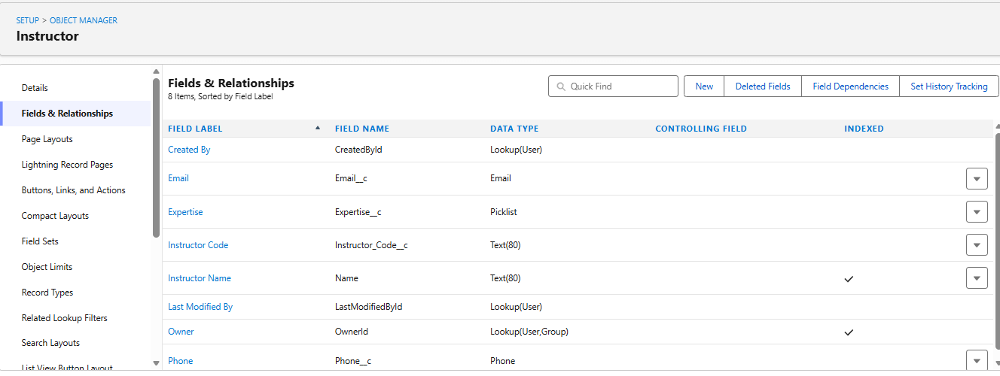 SETUP > OBJECT MANAGER
Instructor
Details
Fields & Relationships
Page Layouts
Lightning Record Pages
Buttons, Links, and Actions
Compact Layouts
Field Sets
Object Limits
Record Types
Related Lookup Filters
Search Layouts
List View Button Layout
Fields & Relationships
8 Items, Sorted by Field Label
Quick Find
New
Deleted Fields
Field Dependencies
Set History Tracking
FIELD LABEL FIELD NAME DATA TYPE CONTROLLING FIELD INDEXED
Created By CreatedById Lookup(User)
Email Email__c Email
Expertise Expertise__c Picklist
Instructor Code Instructor_Code__c Text(80)
Instructor Name Name Text(80)
Last Modified By LastModifiedById Lookup(User)
Owner OwnerId Lookup(User,Group)
Phone Phone__c Phone